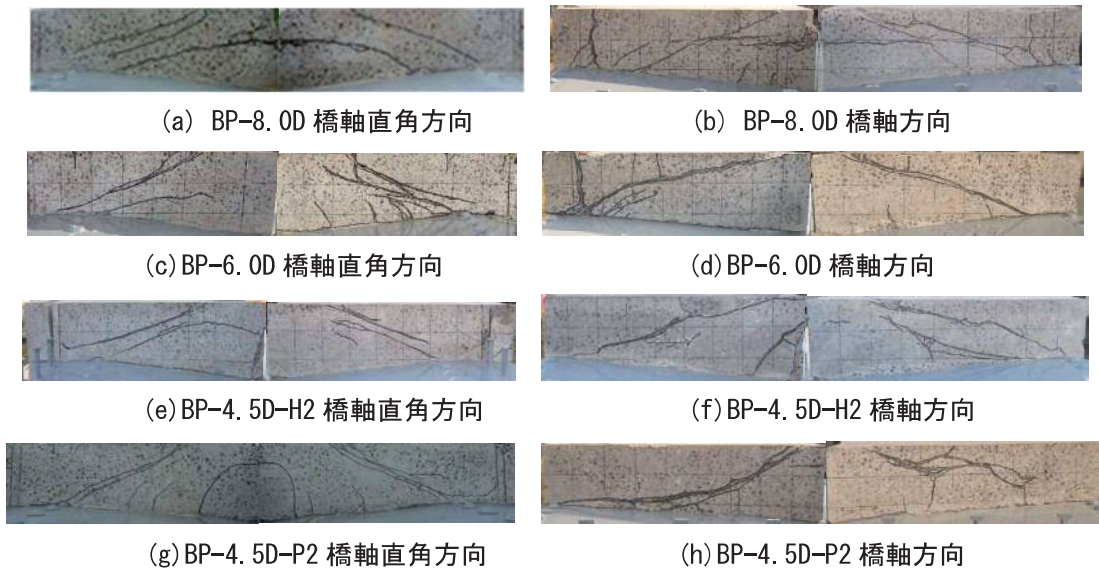 (a) BP-8.0D 橋軸直角方向
(b) BP-8.0D 橋軸方向
(c)BP-6.0D 橋軸直角方向
(d)BP-6.0D 橋軸方向
(e)BP-4.5D-H2 橋軸直角方向
(f)BP-4.5D-H2 橋軸方向
(g)BP-4.5D-P2 橋軸直角方向
(h)BP-4.5D-P2 橋軸方向